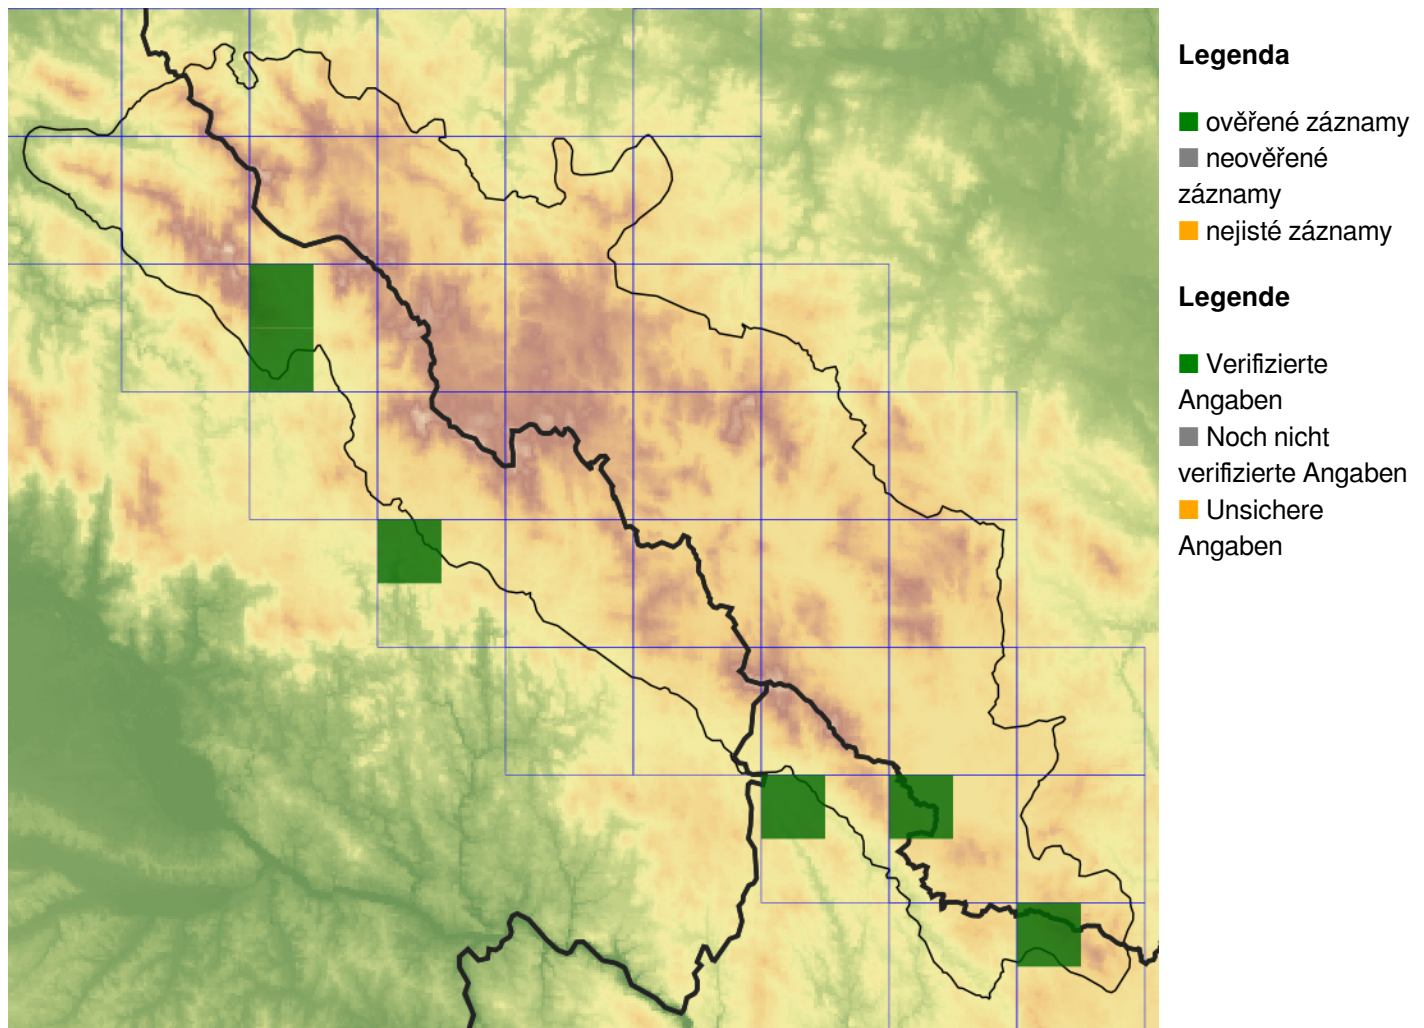 Legenda
ověřené záznamy
neověřené
záznamy
nejisté záznamy
Legende
Verifizierte
Angaben
Noch nicht
verifizierte Angaben
Unsichere
Angaben